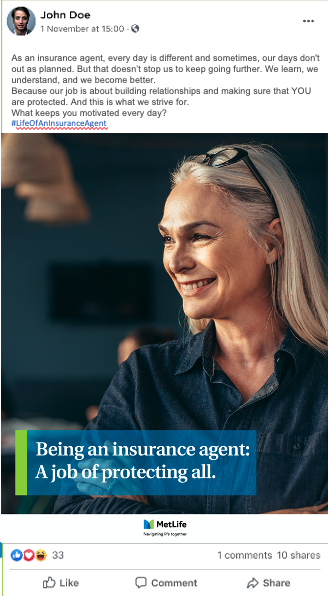 John Doe
1 November at 15:00 ·
As an insurance agent, every day is different and sometimes, our days don't
out as planned. But that doesn't stop us to keep going further. We learn, we
understand, and we become better.
Because our job is about building relationships and making sure that YOU
are protected. And this is what we strive for.
What keeps you motivated every day?
#LifeOfAnInsuranceAgent
Being an insurance agent:
A job of protecting all.
MetLife
Navigating life together
33
1 comments 10 shares
Like Comment Share